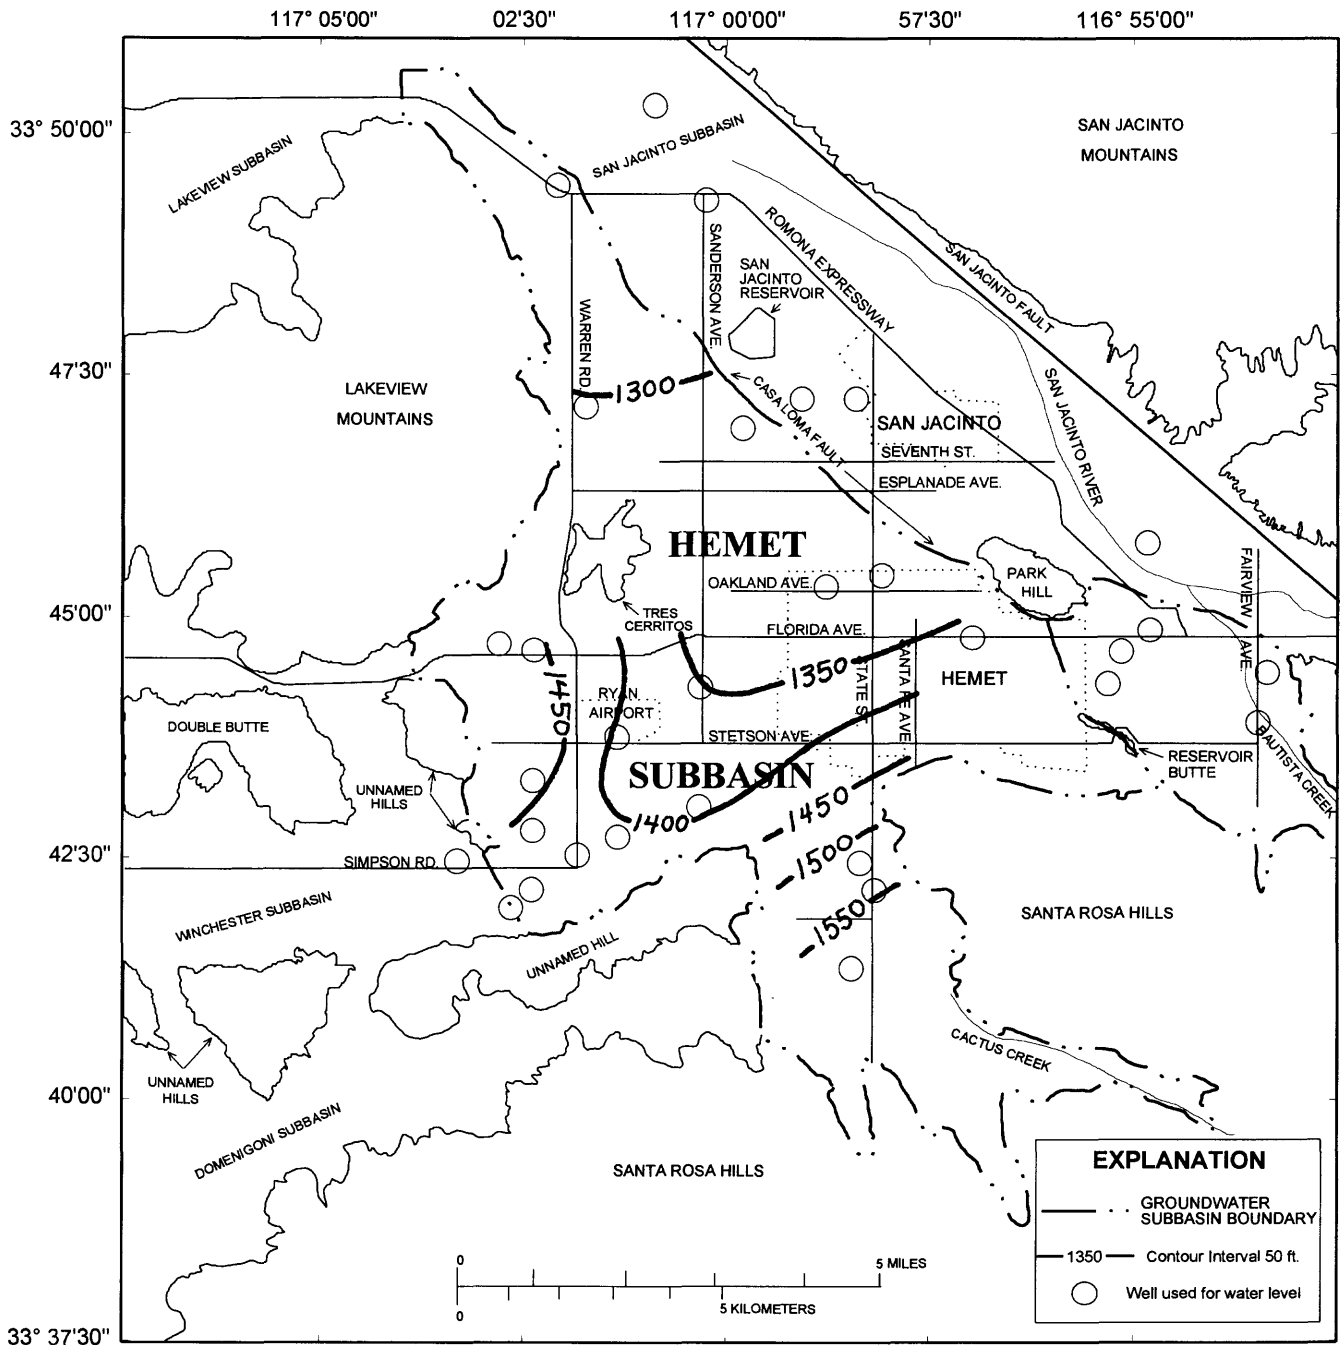 117° 05'00"
02'30"
117° 00'00"
57'30"
116° 55'00"
33° 50'00"
47'30"
45'00"
42'30"
40'00"
33° 37'30"
LAKEVIEW SUBBASIN
SAN JACINTO SUBBASIN
SAN JACINTO
MOUNTAINS
SANDERSON AVE.
SAN
JACINTO
RESERVOIR
ROMONA EXPRESSWAY
SAN JACINTO FAULT
WARREN RD.
LAKEVIEW
MOUNTAINS
1300
CASA LOMA FAULT
SAN JACINTO
SAN JACINTO RIVER
SEVENTH ST.
ESPLANADE AVE.
HEMET
PARK
HILL
FAIRVIEW AVE.
OAKLAND AVE.
TRES
CERRITOS
FLORIDA AVE.
1350
STATE ST.
SANTA FE AVE.
HEMET
1450
RYAN
AIRPORT
DOUBLE BUTTE
STETSON AVE.
RESERVOIR
BUTTE
BAUTISTA CREEK
UNNAMED
HILLS
SUBBASIN
1400
1450
SIMPSON RD.
1500
1550
WINCHESTER SUBBASIN
UNNAMED HILL
SANTA ROSA HILLS
CACTUS CREEK
UNNAMED
HILLS
DOMENIGONI SUBBASIN
SANTA ROSA HILLS
EXPLANATION
GROUNDWATER
SUBBASIN BOUNDARY
1350 Contour Interval 50 ft.
Well used for water level
0
5 MILES
0
5 KILOMETERS